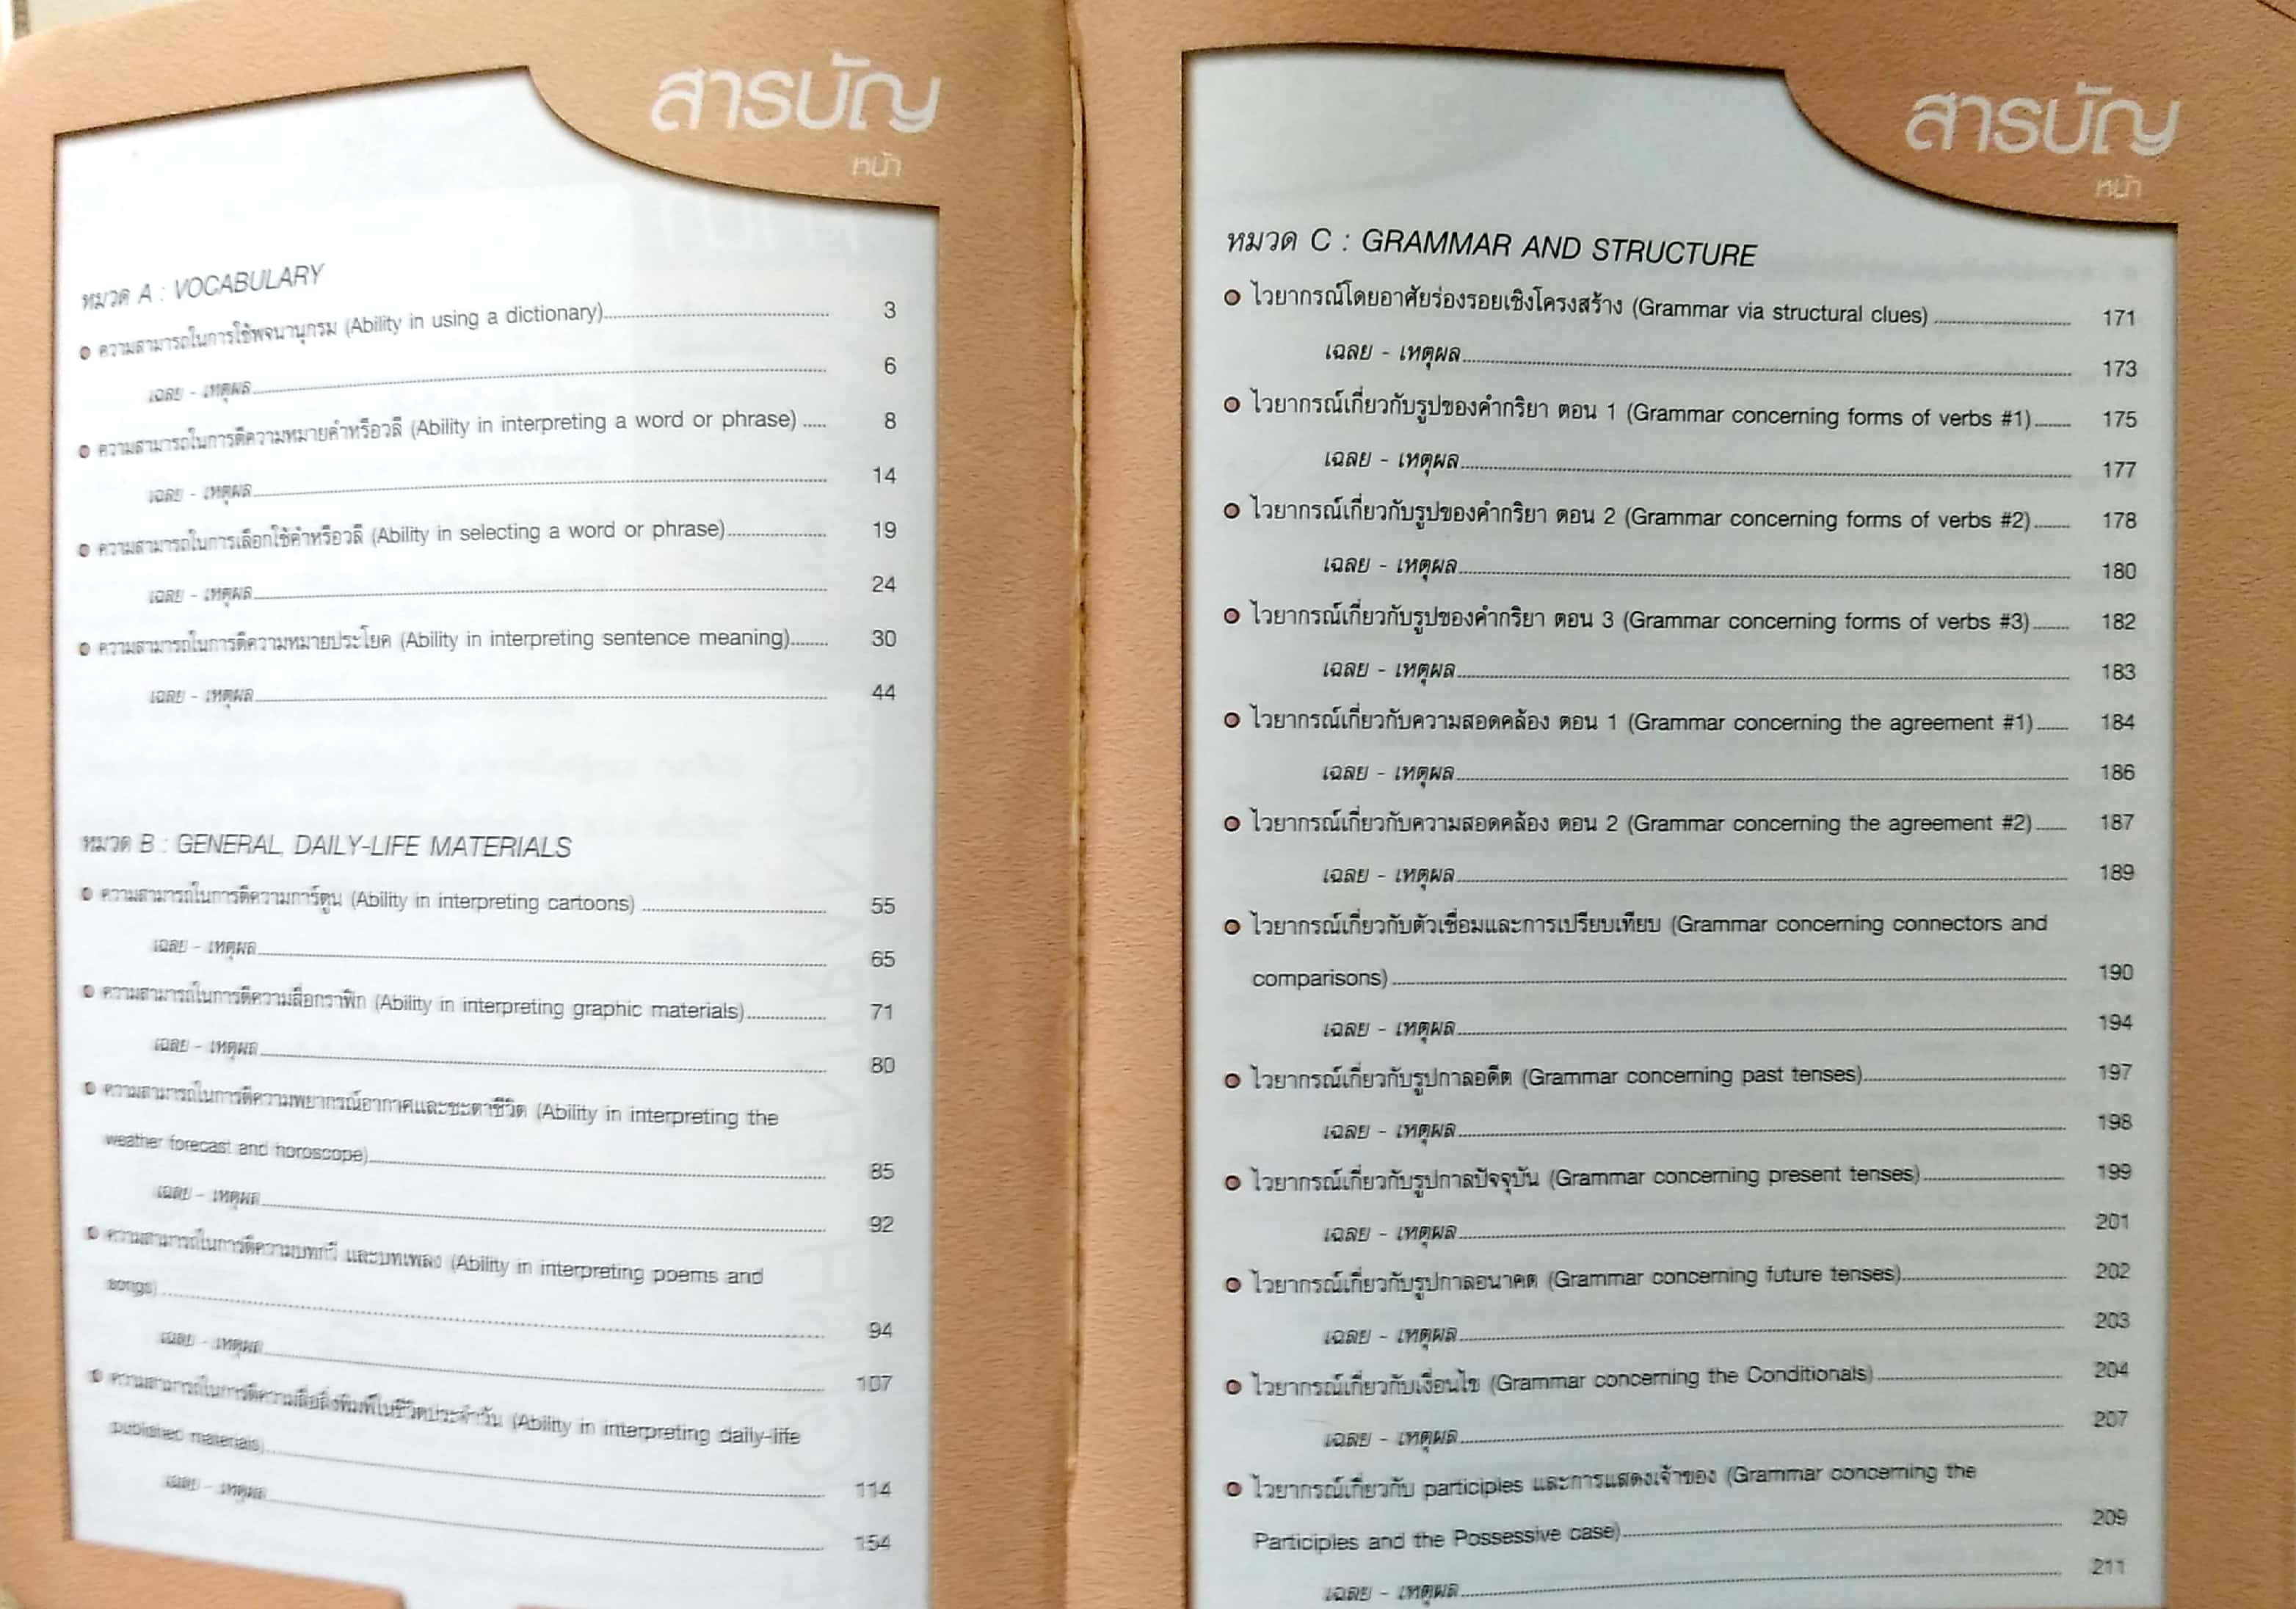 สารบัญ
หน้า
หมวด A : VOCABULARY
ความสามารถในการใช้พจนานุกรม (Ability in using a dictionary)........ 3
เฉลย - เหตุผล........ 6
ความสามารถในการตีความหมายคำหรือวลี (Ability in interpreting a word or phrase)..... 8
เฉลย - เหตุผล........ 14
ความสามารถในการเลือกใช้คำหรือวลี (Ability in selecting a word or phrase)........ 19
เฉลย - เหตุผล........ 24
ความสามารถในการตีความหมายประโยค (Ability in interpreting sentence meaning)........ 30
เฉลย - เหตุผล........ 44
หมวด B : GENERAL, DAILY-LIFE MATERIALS
ความสามารถในการตีความการ์ตูน (Ability in interpreting cartoons) ........ 55
เฉลย - เหตุผล........ 65
ความสามารถในการตีความสื่อกราฟิก (Ability in interpreting graphic materials)........ 71
เฉลย - เหตุผล........ 80
ความสามารถในการตีความพยากรณ์อากาศและชะตาชีวิต (Ability in interpreting the
weather forecast and horoscope)........ 85
เฉลย - เหตุผล........ 92
ความสามารถในการตีความบทกวี และบทเพลง (Ability in interpreting poems and
songs)........ 94
เฉลย - เหตุผล........ 107
ความสามารถในการตีความสื่อสิ่งพิมพ์ในชีวิตประจำวัน (Ability in interpreting daily-life
published materials)........ 114
เฉลย - เหตุผล........ 154
สารบัญ
หน้า
หมวด C : GRAMMAR AND STRUCTURE
ไวยากรณ์โดยอาศัยร่องรอยเชิงโครงสร้าง (Grammar via structural clues) ........ 171
เฉลย - เหตุผล........ 173
ไวยากรณ์เกี่ยวกับรูปของคำกริยา ตอน 1 (Grammar concerning forms of verbs #1)........ 175
เฉลย - เหตุผล........ 177
ไวยากรณ์เกี่ยวกับรูปของคำกริยา ตอน 2 (Grammar concerning forms of verbs #2)........ 178
เฉลย - เหตุผล........ 180
ไวยากรณ์เกี่ยวกับรูปของคำกริยา ตอน 3 (Grammar concerning forms of verbs #3)........ 182
เฉลย - เหตุผล........ 183
ไวยากรณ์เกี่ยวกับความสอดคล้อง ตอน 1 (Grammar concerning the agreement #1)........ 184
เฉลย - เหตุผล........ 186
ไวยากรณ์เกี่ยวกับความสอดคล้อง ตอน 2 (Grammar concerning the agreement #2)........ 187
เฉลย - เหตุผล........ 189
ไวยากรณ์เกี่ยวกับตัวเชื่อมและการเปรียบเทียบ (Grammar concerning connectors and
comparisons)........ 190
เฉลย - เหตุผล........ 194
ไวยากรณ์เกี่ยวกับรูปกาลอดีต (Grammar concerning past tenses)........ 197
เฉลย - เหตุผล........ 198
ไวยากรณ์เกี่ยวกับรูปกาลปัจจุบัน (Grammar concerning present tenses)........ 199
เฉลย - เหตุผล........ 201
ไวยากรณ์เกี่ยวกับรูปกาลอนาคต (Grammar concerning future tenses)........ 202
เฉลย - เหตุผล........ 203
ไวยากรณ์เกี่ยวกับเงื่อนไข (Grammar concerning the Conditionals)........ 204
เฉลย - เหตุผล........ 207
ไวยากรณ์เกี่ยวกับ participles และการแสดงเจ้าของ (Grammar concerning the
Participles and the Possessive case)........ 209
เฉลย - เหตุผล........ 211